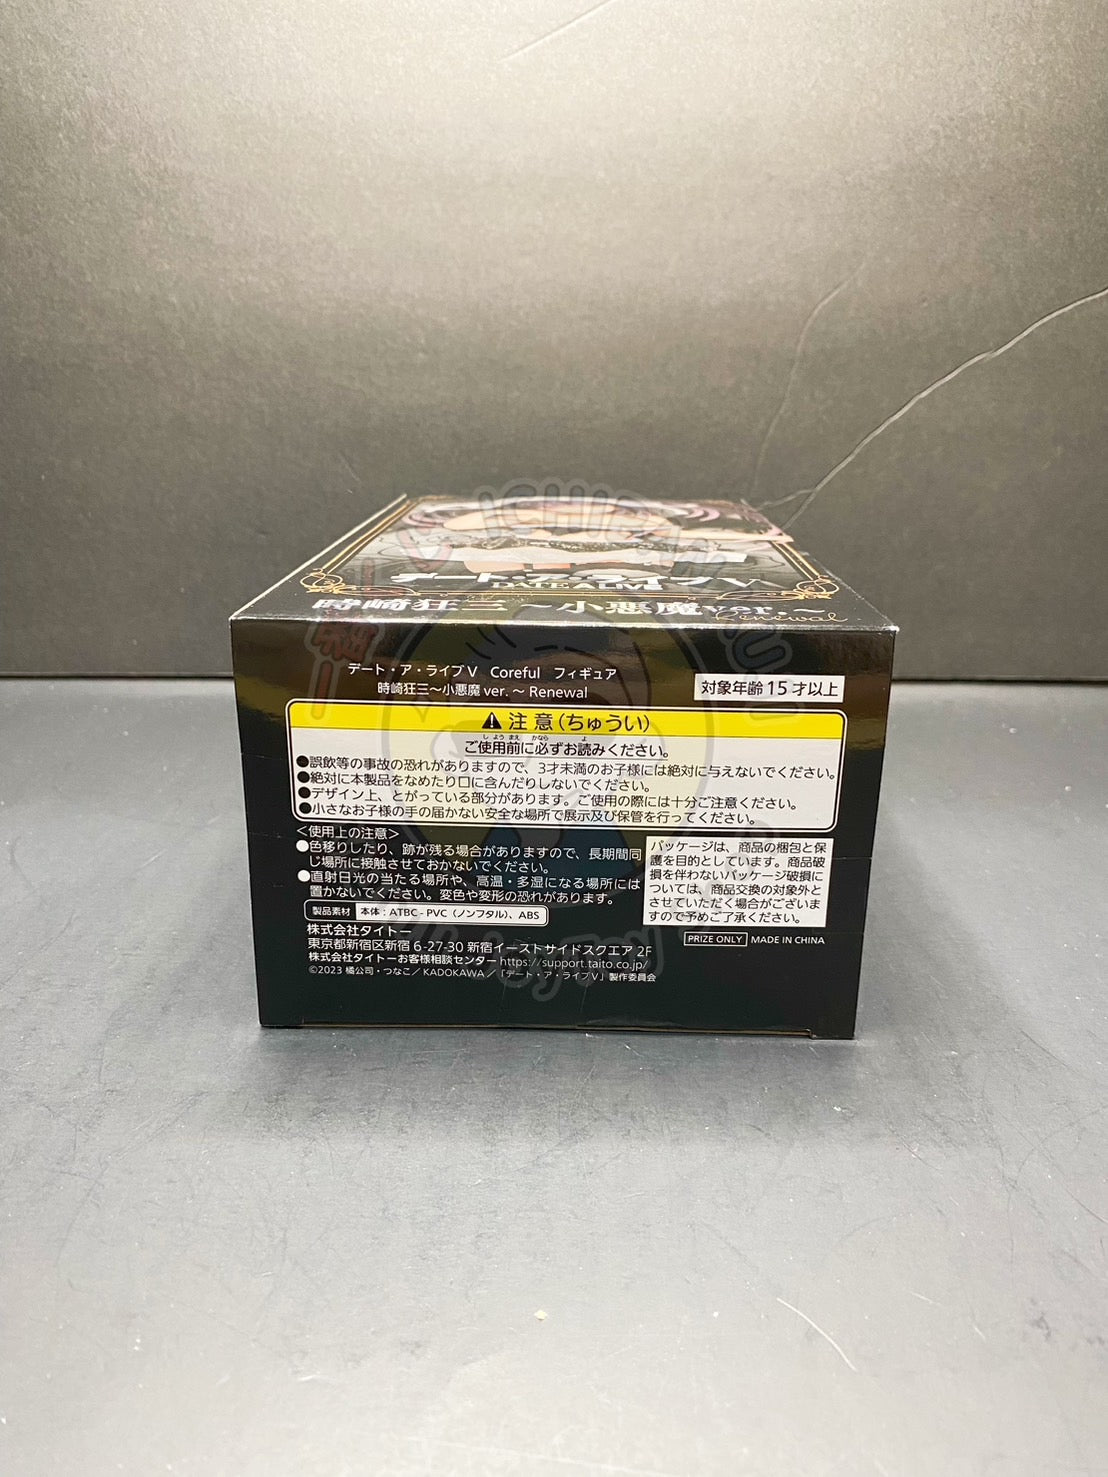 デート・ア・ライブ V
DATE A LIVE
時崎狂三～小悪魔ver.～
Renewal
デート・ア・ライブ V Coreful フィギュア
時崎狂三～小悪魔 ver.～ Renewal
対象年齢 15 才以上
⚠ 注意(ちゅうい)
ご使用前に必ずお読みください。
●誤飲等の事故の恐れがありますので、3才未満のお子様には絶対に与えないでください。
●絶対に本製品をなめたり口に含んだりしないでください。
●デザイン上、とがっている部分があります。ご使用の際には十分ご注意ください。
●小さなお子様の手の届かない安全な場所で展示及び保管を行ってください。
<使用上の注意>
●色移りしたり、跡が残る場合がありますので、長期間同
じ場所に接触させておかないでください。
●直射日光の当たる場所や、高温・多湿になる場所には
置かないでください。変色や変形の恐れがあります。
製品素材 本体：ATBC - PVC（ノンフタル）、ABS
パッケージは、商品の梱包と保
護を目的としています。商品破
損を伴わないパッケージ破損に
ついては、商品交換の対象外と
させていただく場合がございま
すので予めご了承ください。
株式会社タイトー
東京都新宿区新宿 6-27-30 新宿イーストサイドスクエア 2F
株式会社タイトーお客様相談センター https://support.taito.co.jp/
©2023 橘公司・つなこ／KADOKAWA／「デート・ア・ライブⅤ」製作委員会
PRIZE ONLY MADE IN CHINA